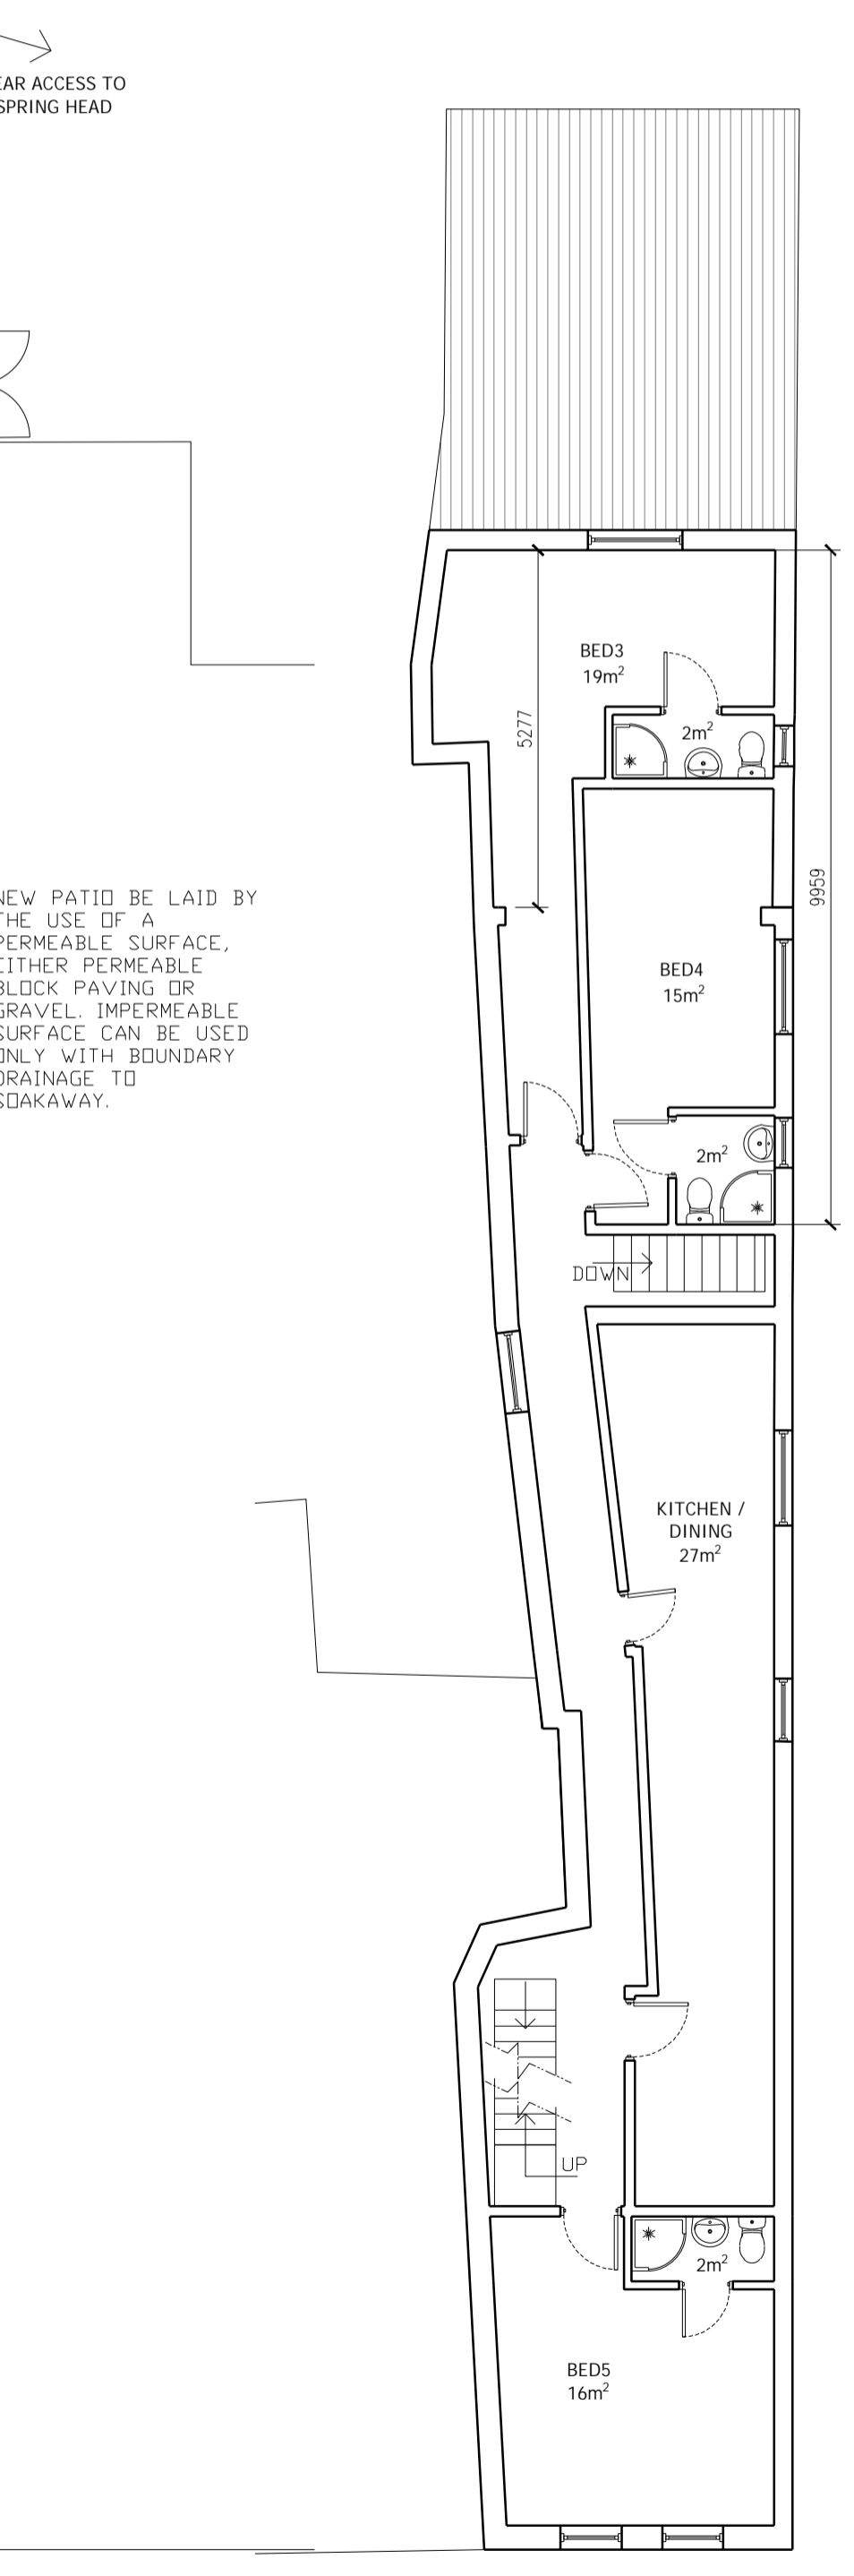 EAR ACCESS TO
SPRING HEAD
BED3
19m²
2m²
5277
9959
NEW PATIO BE LAID BY
THE USE OF A
PERMEABLE SURFACE,
EITHER PERMEABLE
BLOCK PAVING OR
GRAVEL. IMPERMEABLE
SURFACE CAN BE USED
ONLY WITH BOUNDARY
DRAINAGE TO
SOAKAWAY.
BED4
15m²
2m²
DOWN
KITCHEN /
DINING
27m²
UP
2m²
BED5
16m²